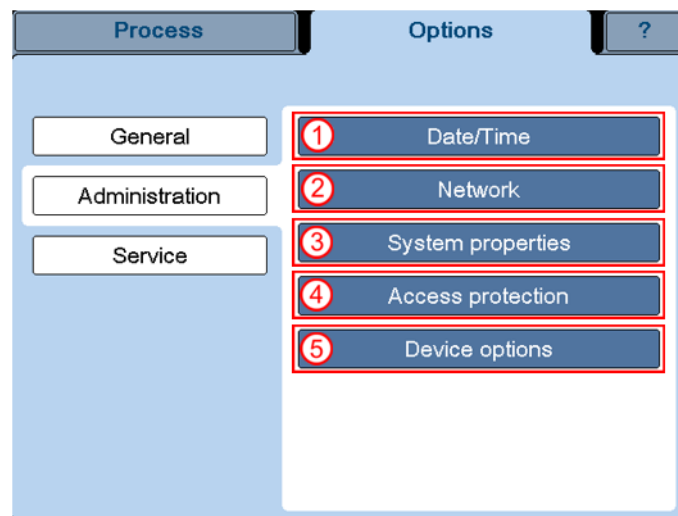 Process Options ?
General ① Date/Time
Administration ② Network
Service ③ System properties
④ Access protection
⑤ Device options